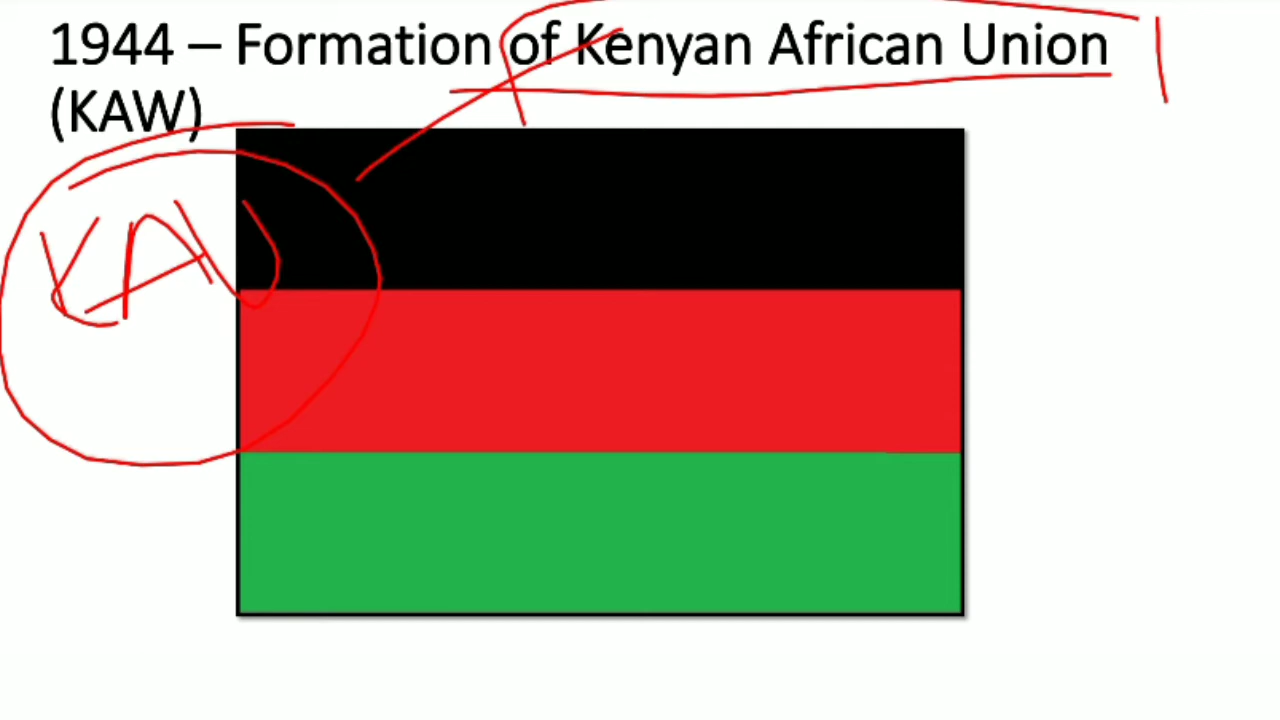 1944 – Formation of Kenyan African Union
(KAW)
KAU